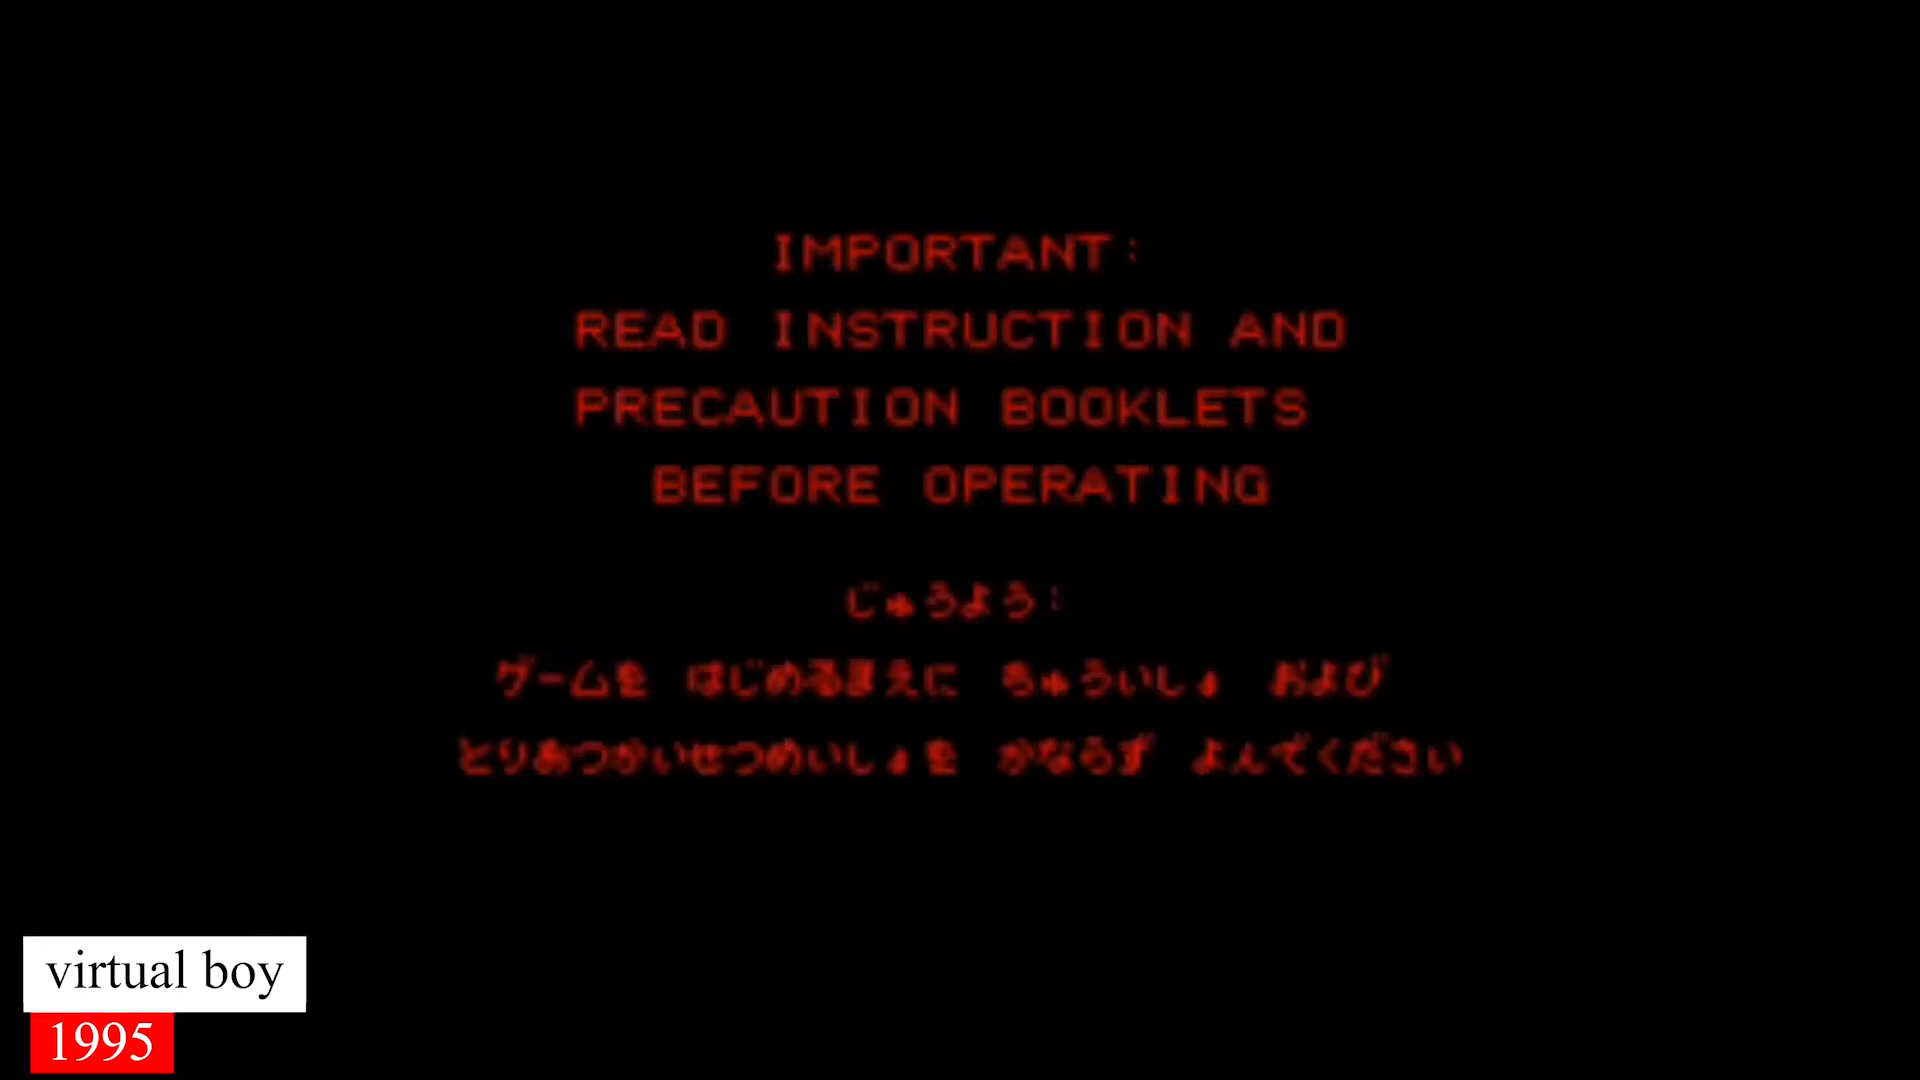 IMPORTANT:
READ INSTRUCTION AND
PRECAUTION BOOKLETS
BEFORE OPERATING
じゅうよう:
ゲームを はじめるまえに ちゅういしょ および
とりあつかいせつめいしょを かならず よんでください
virtual boy
1995